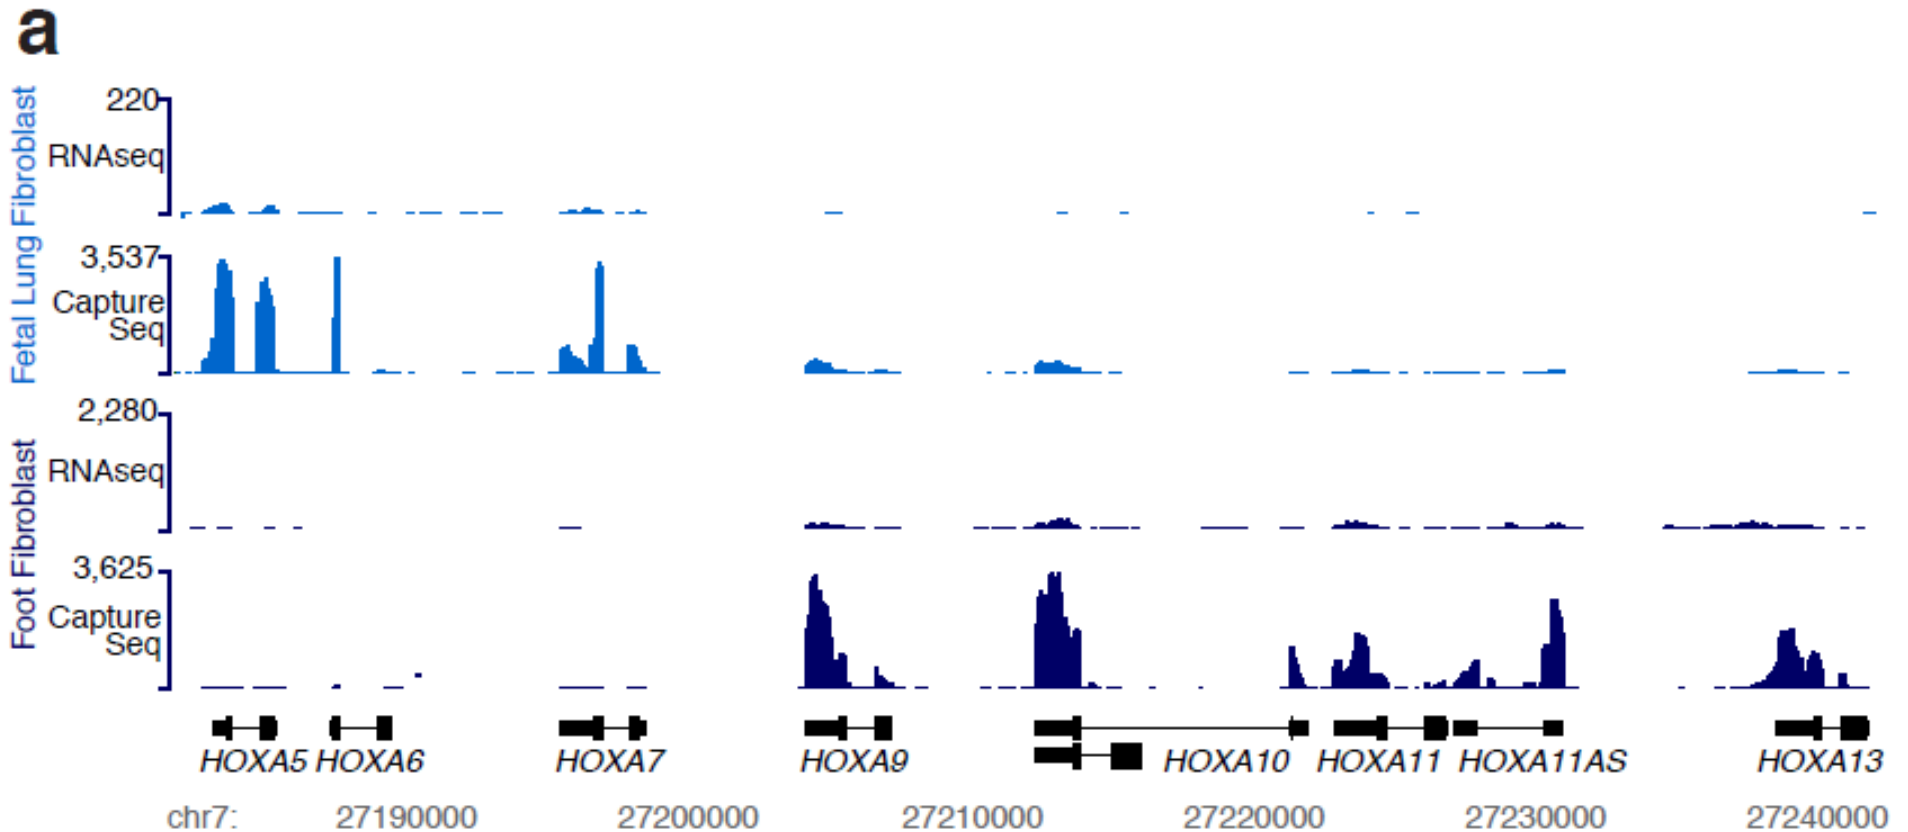 a
Fetal Lung Fibroblast
220
RNAseq
3,537
Capture
Seq
Foot Fibroblast
2,280
RNAseq
3,625
Capture
Seq
HOXA5 HOXA6 HOXA7 HOXA9 HOXA10 HOXA11 HOXA11AS HOXA13
chr7: 27190000 27200000 27210000 27220000 27230000 27240000